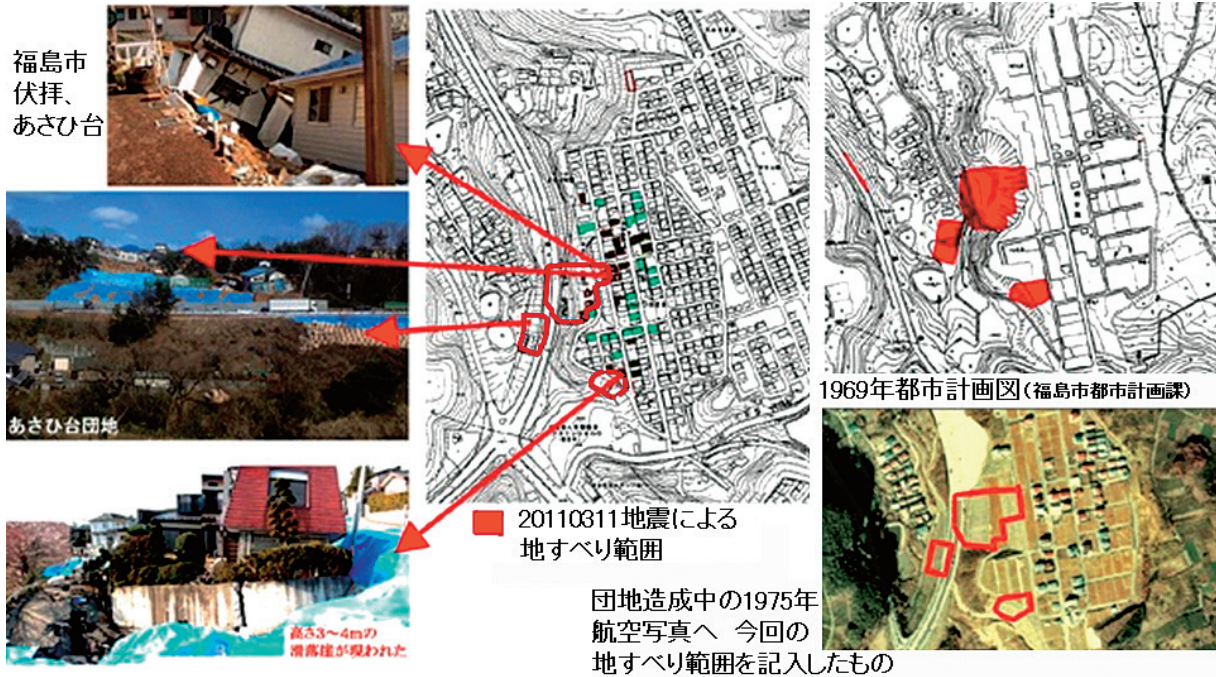 福島市
伏拝、
あさひ台
あさひ台団地
高さ3〜4mの
滑落崖が現われた
20110311地震による
地すべり範囲
1969年都市計画図(福島市都市計画課)
団地造成中の1975年
航空写真へ 今回の
地すべり範囲を記入したもの